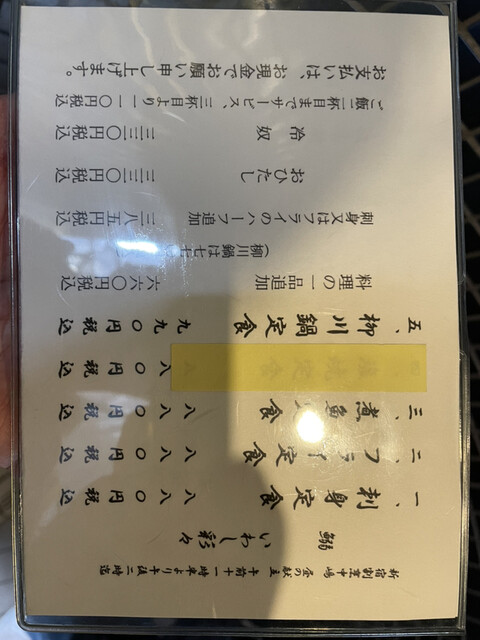 新宿割烹中嶋 昼の献立 午前十一時半より午後二時迄
鰯 いわし彩々
一、刺身定食 八八〇円税込
二、フライ定食 八八〇円税込
三、煮魚定食 八八〇円税込
八〇円税込
五、柳川鍋定食 九九〇円税込
料理の一品追加 六六〇円税込
(柳川鍋は七七
刺身又はフライのハーフ追加 三八五円税込
おひたし 三三〇円税込
冷奴 三三〇円税込
ご飯二杯目までサービス、三杯目より一一〇円税込
お支払いは、お現金でお願い申し上げます。